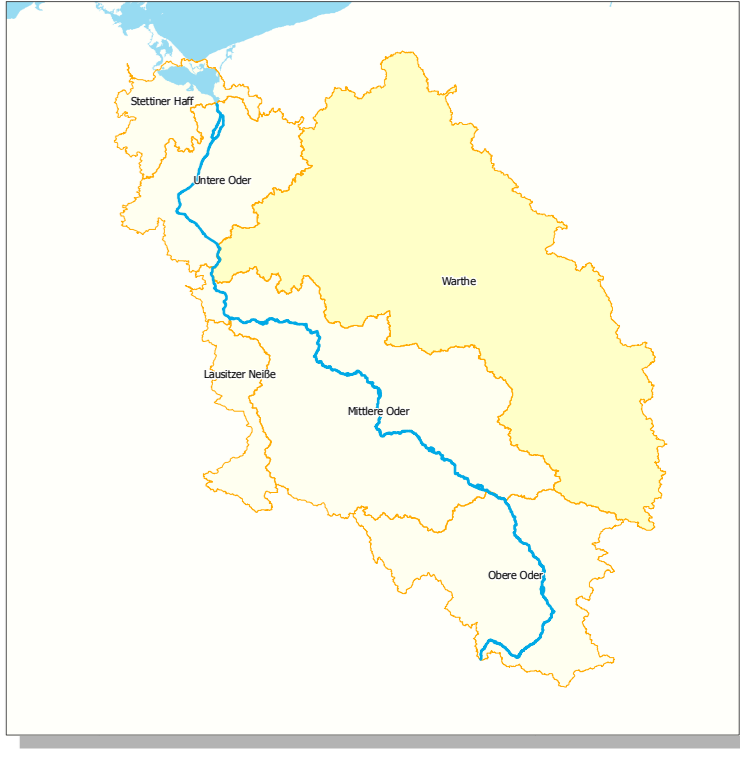 Stettiner Haff
Untere Oder
Warthe
Lausitzer Neiße
Mittlere Oder
Obere Oder